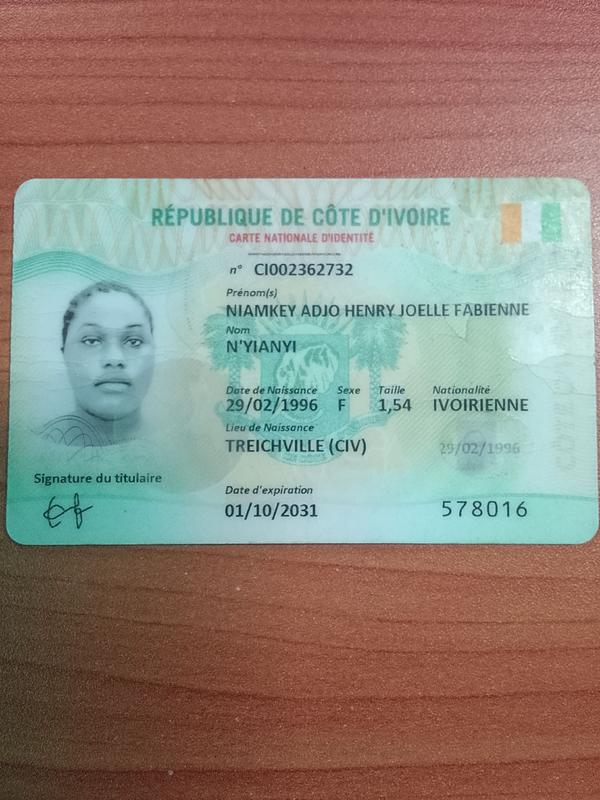 RÉPUBLIQUE DE CÔTE D'IVOIRE
CARTE NATIONALE D'IDENTITÉ
n° CI002362732
Prénom(s)
NIAMKEY ADJO HENRY JOELLE FABIENNE
Nom
N'YIANYI
Date de Naissance Sexe Taille Nationalité
29/02/1996 F 1,54 IVOIRIENNE
Lieu de Naissance
TREICHVILLE (CIV)
29/02/1996
Signature du titulaire
Date d'expiration
01/10/2031
578016